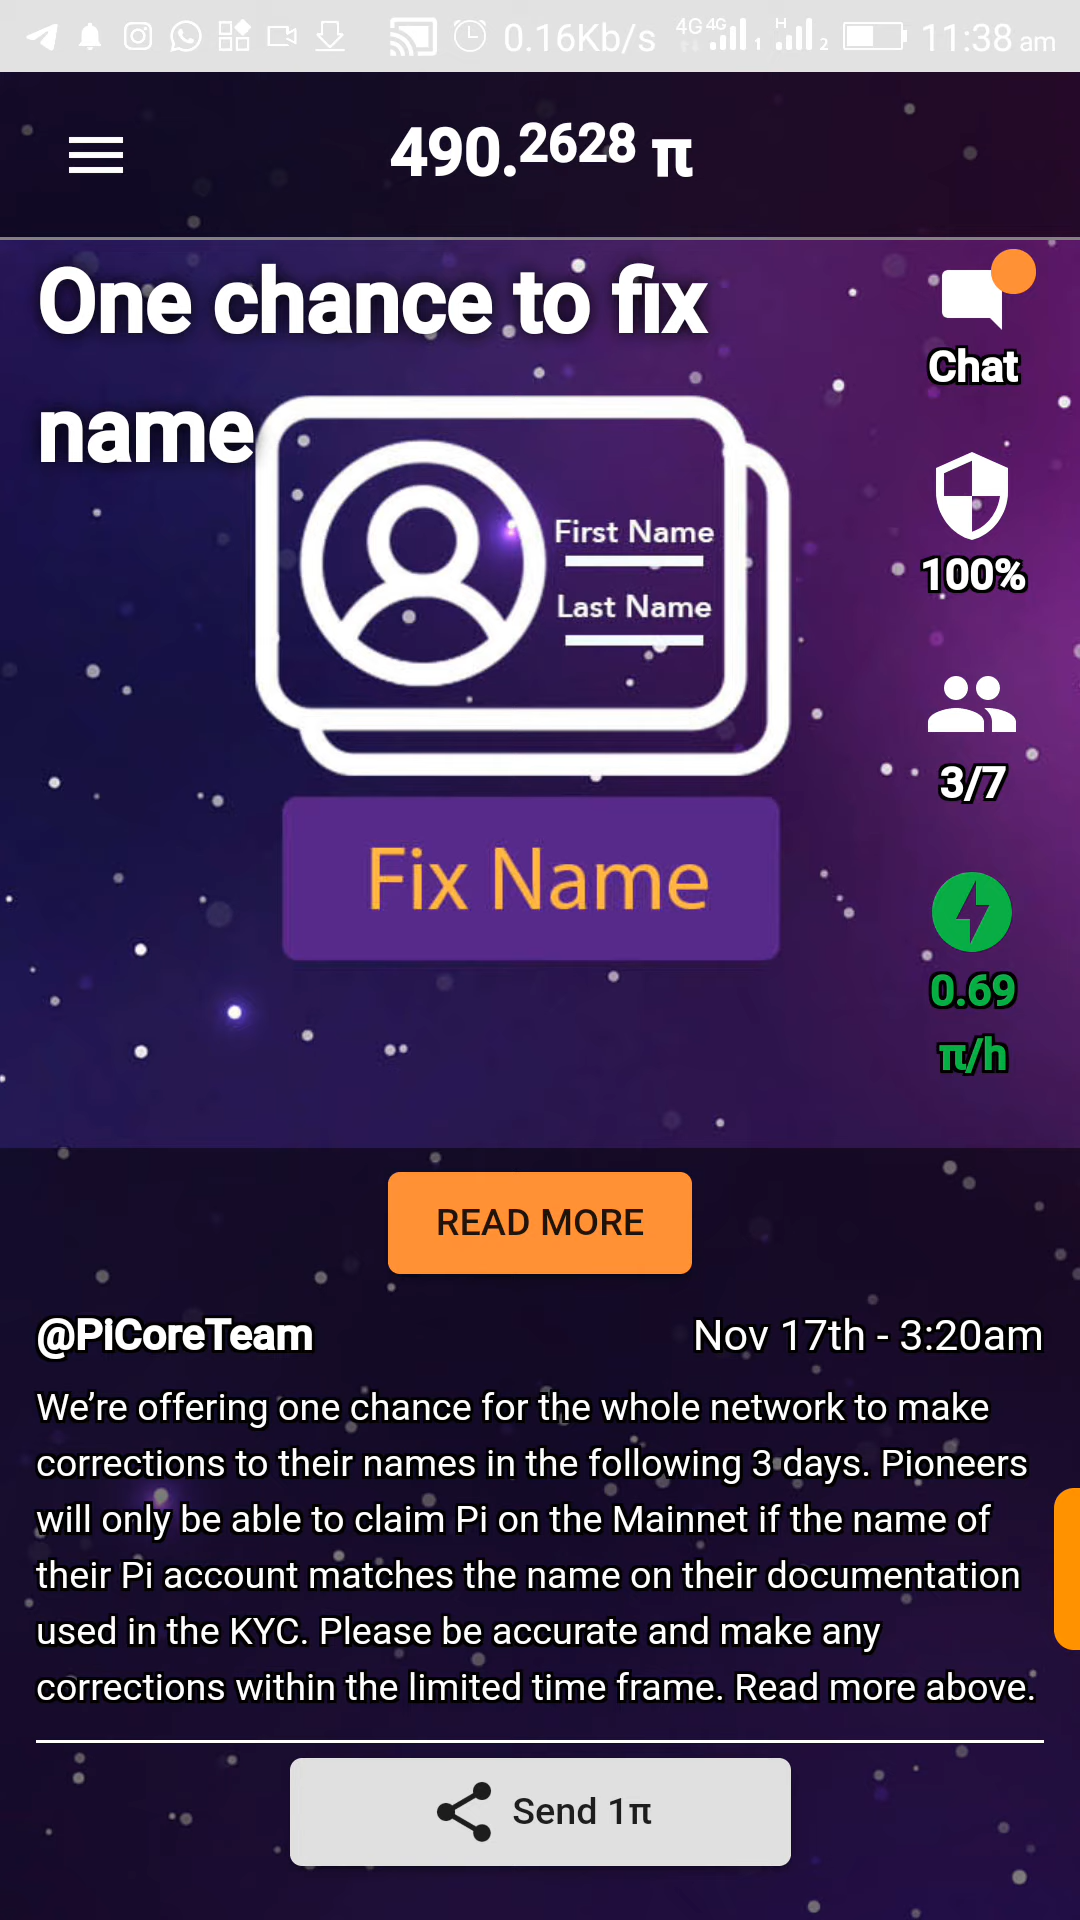 0.16Kb/s 4G 4G 1 H 2 11:38 am
490.2628 π
One chance to fix
name
Chat
First Name
Last Name
100%
3/7
Fix Name
0.69
π/h
READ MORE
@PiCoreTeam Nov 17th - 3:20am
We’re offering one chance for the whole network to make
corrections to their names in the following 3 days. Pioneers
will only be able to claim Pi on the Mainnet if the name of
their Pi account matches the name on their documentation
used in the KYC. Please be accurate and make any
corrections within the limited time frame. Read more above.
Send 1π